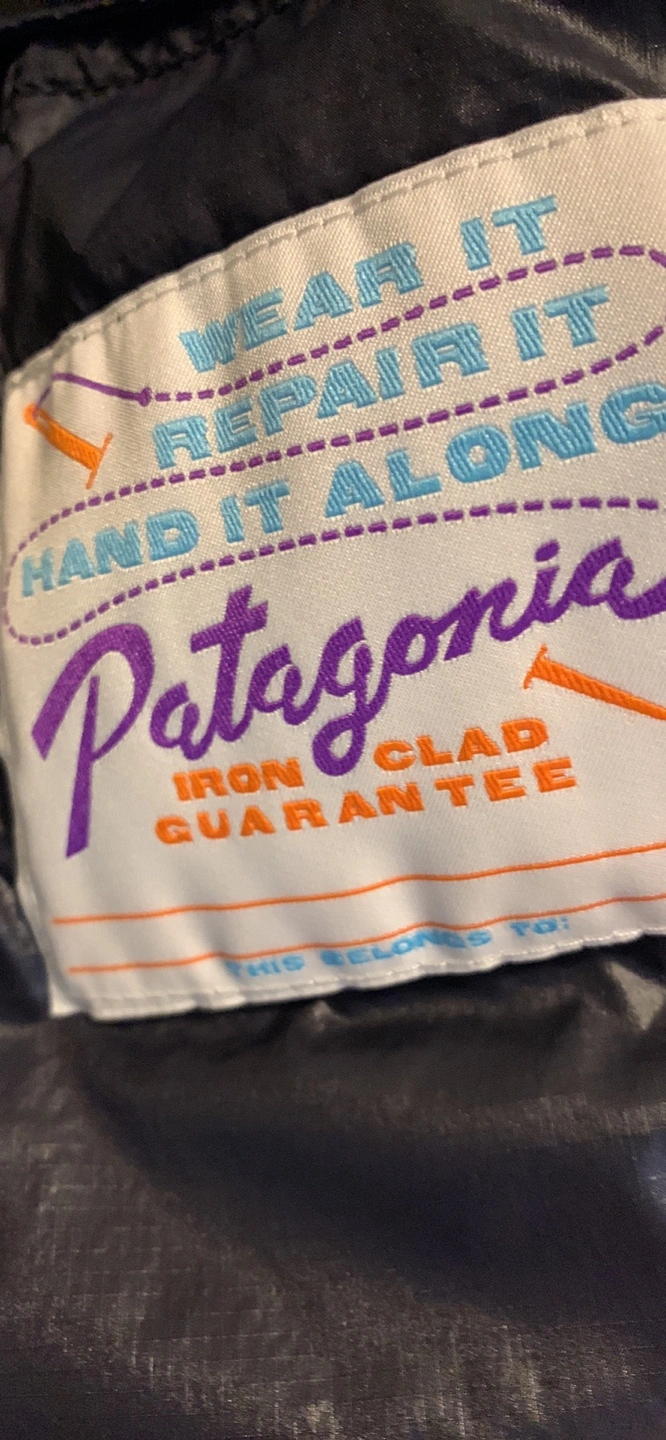 WEAR IT
REPAIR IT
HAND IT ALONG
Patagonia
IRON CLAD
GUARANTEE
THIS BELONGS TO: